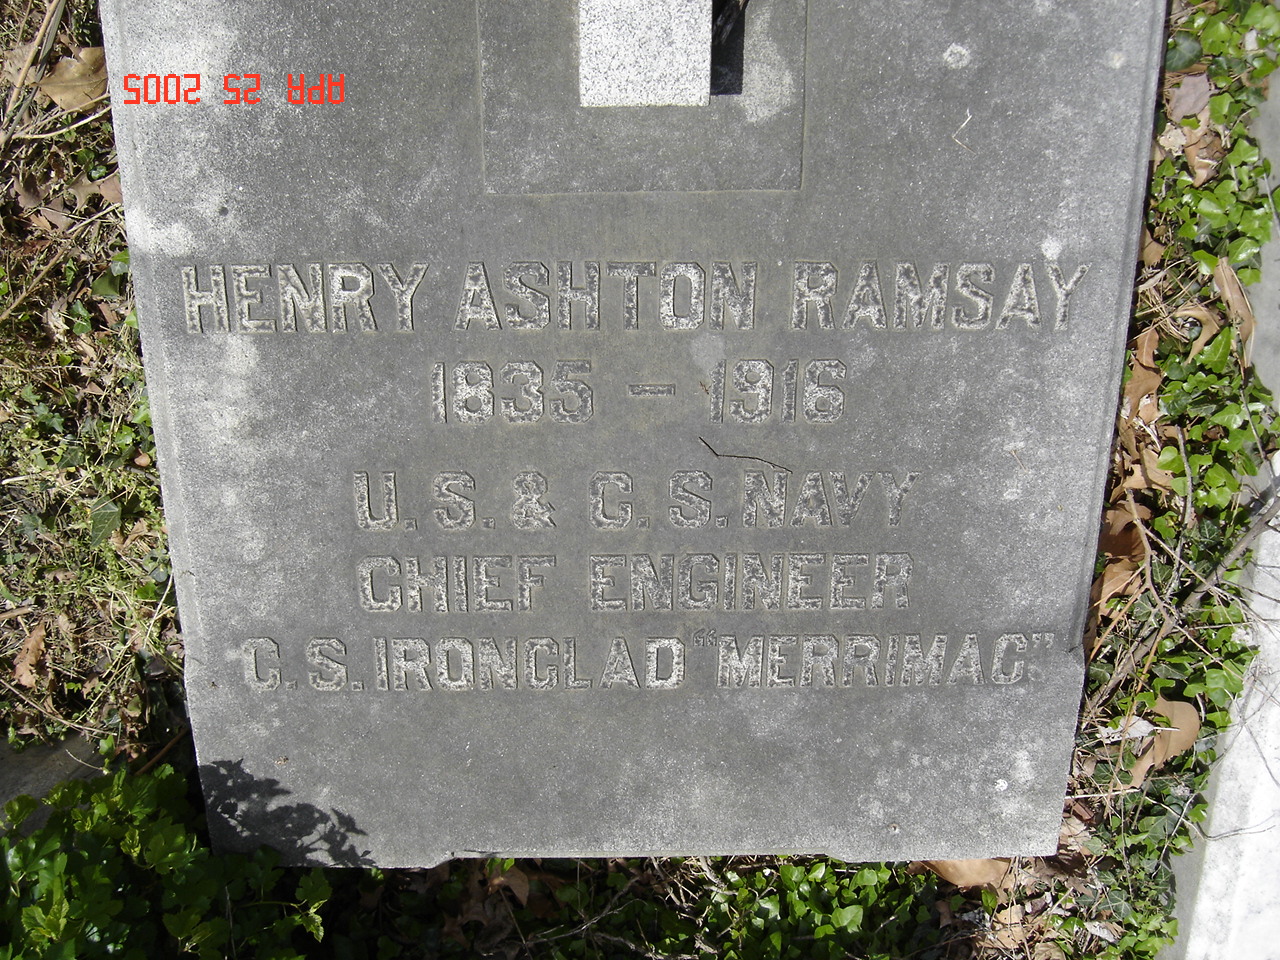 APR 25 2005
HENRY ASHTON RAMSAY
1835 – 1916
U.S. & C.S. NAVY
CHIEF ENGINEER
C.S. IRONCLAD "MERRIMAC"